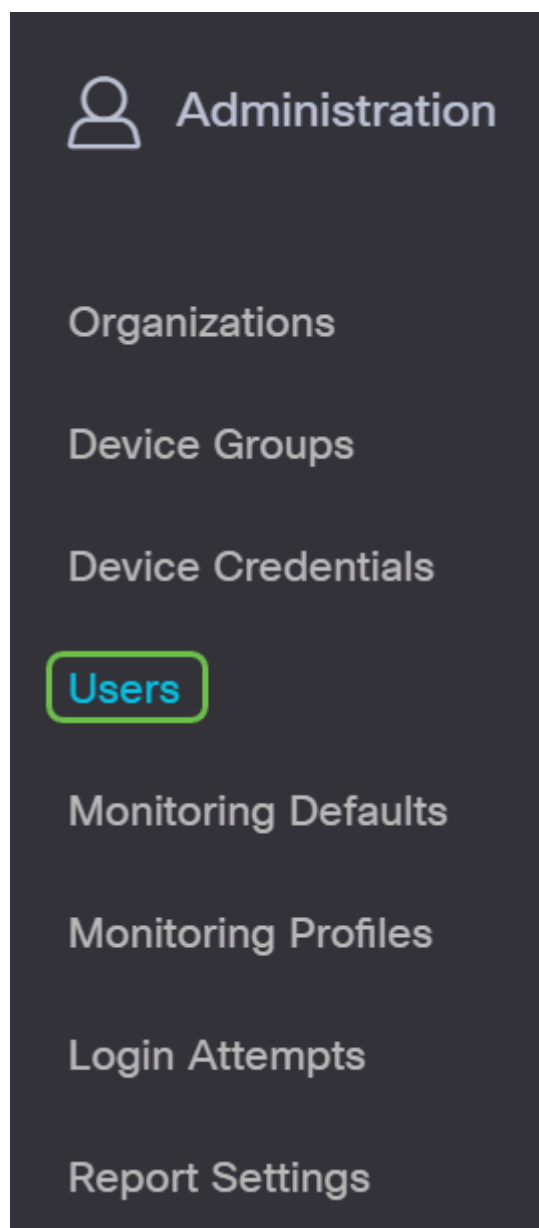 Administration
Organizations
Device Groups
Device Credentials
Users
Monitoring Defaults
Monitoring Profiles
Login Attempts
Report Settings